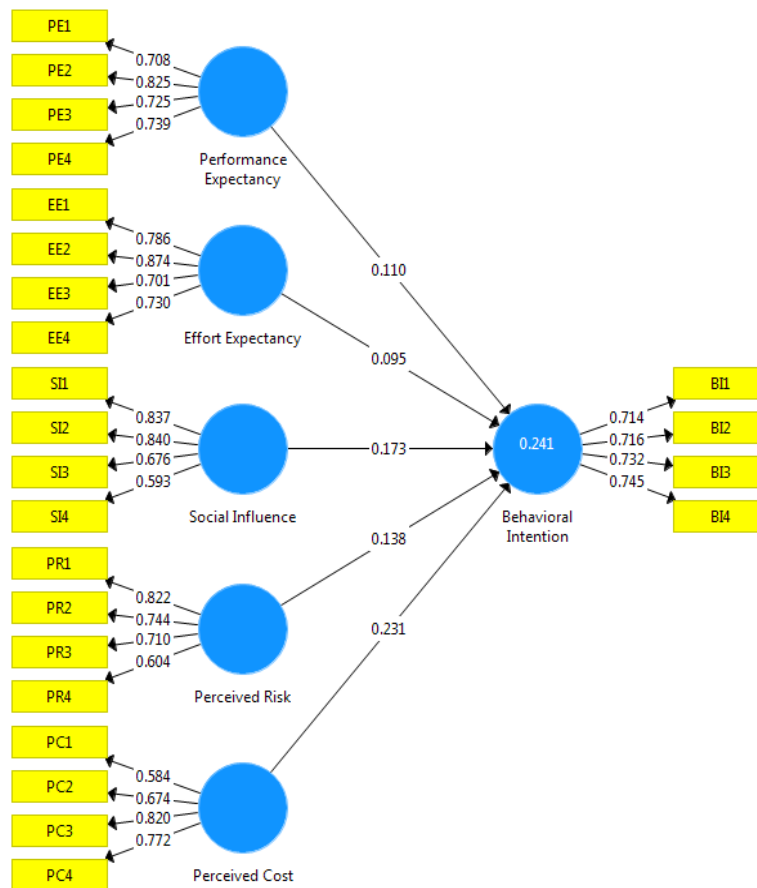 PE1
PE2
PE3
PE4
0.708
0.825
0.725
0.739
Performance
Expectancy
EE1
EE2
EE3
EE4
0.786
0.874
0.701
0.730
Effort Expectancy
SI1
SI2
SI3
SI4
0.837
0.840
0.676
0.593
Social Influence
PR1
PR2
PR3
PR4
0.822
0.744
0.710
0.604
Perceived Risk
PC1
PC2
PC3
PC4
0.584
0.674
0.820
0.772
Perceived Cost
0.110
0.095
0.173
0.138
0.231
0.241
Behavioral
Intention
0.714
0.716
0.732
0.745
BI1
BI2
BI3
BI4